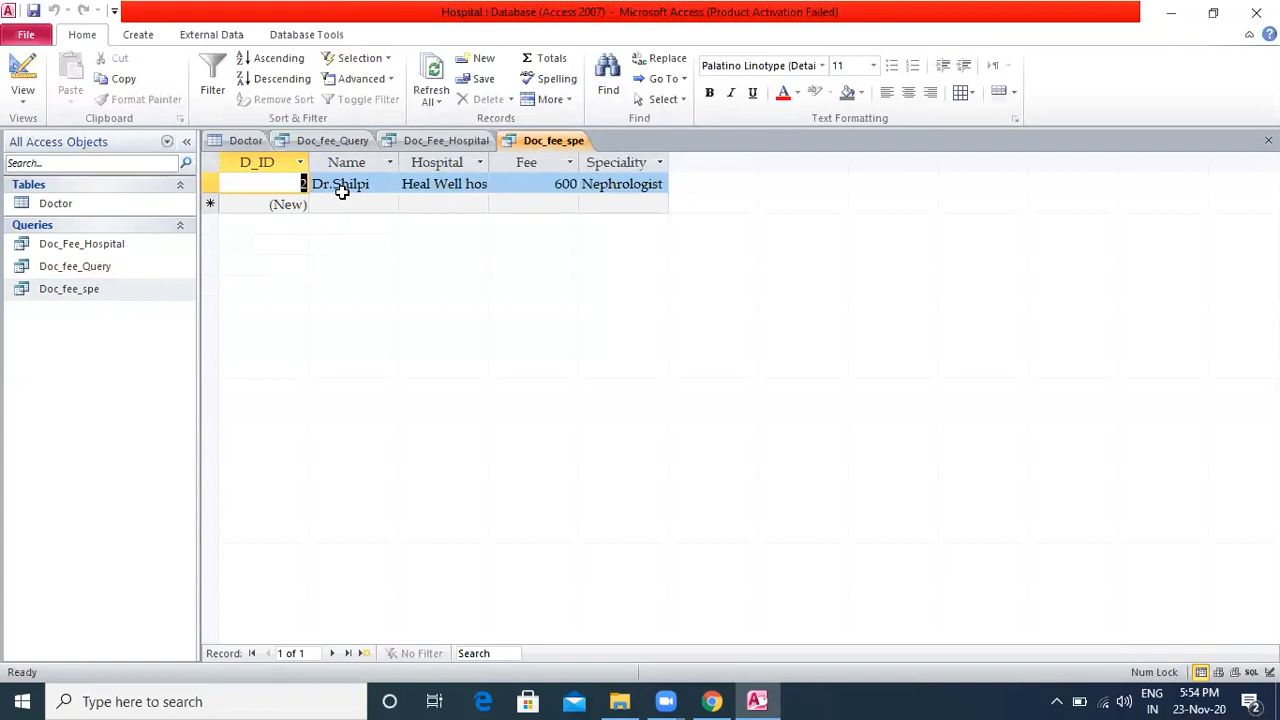 Hospital : Database (Access 2007) - Microsoft Access (Product Activation Failed)
File Home Create External Data Database Tools
View Paste Cut Copy Format Painter Clipboard
Filter Ascending Descending Remove Sort Selection Advanced Toggle Filter Sort & Filter
Refresh All New Save Delete Totals Spelling More Records
Find Replace Go To Select Find
Palatino Linotype (Detai 11
B I U A Text Formatting
All Access Objects
Search...
Tables
Doctor
Queries
Doc_Fee_Hospital
Doc_fee_Query
Doc_fee_spe
Doctor Doc_fee_Query Doc_Fee_Hospital Doc_fee_spe
D_ID Name Hospital Fee Speciality
2 Dr.Shilpi Heal Well hos 600 Nephrologist
* (New)
Record: 1 of 1 No Filter Search
Ready Num Lock SQL
Type here to search
ENG
IN
5:54 PM
23-Nov-20
2